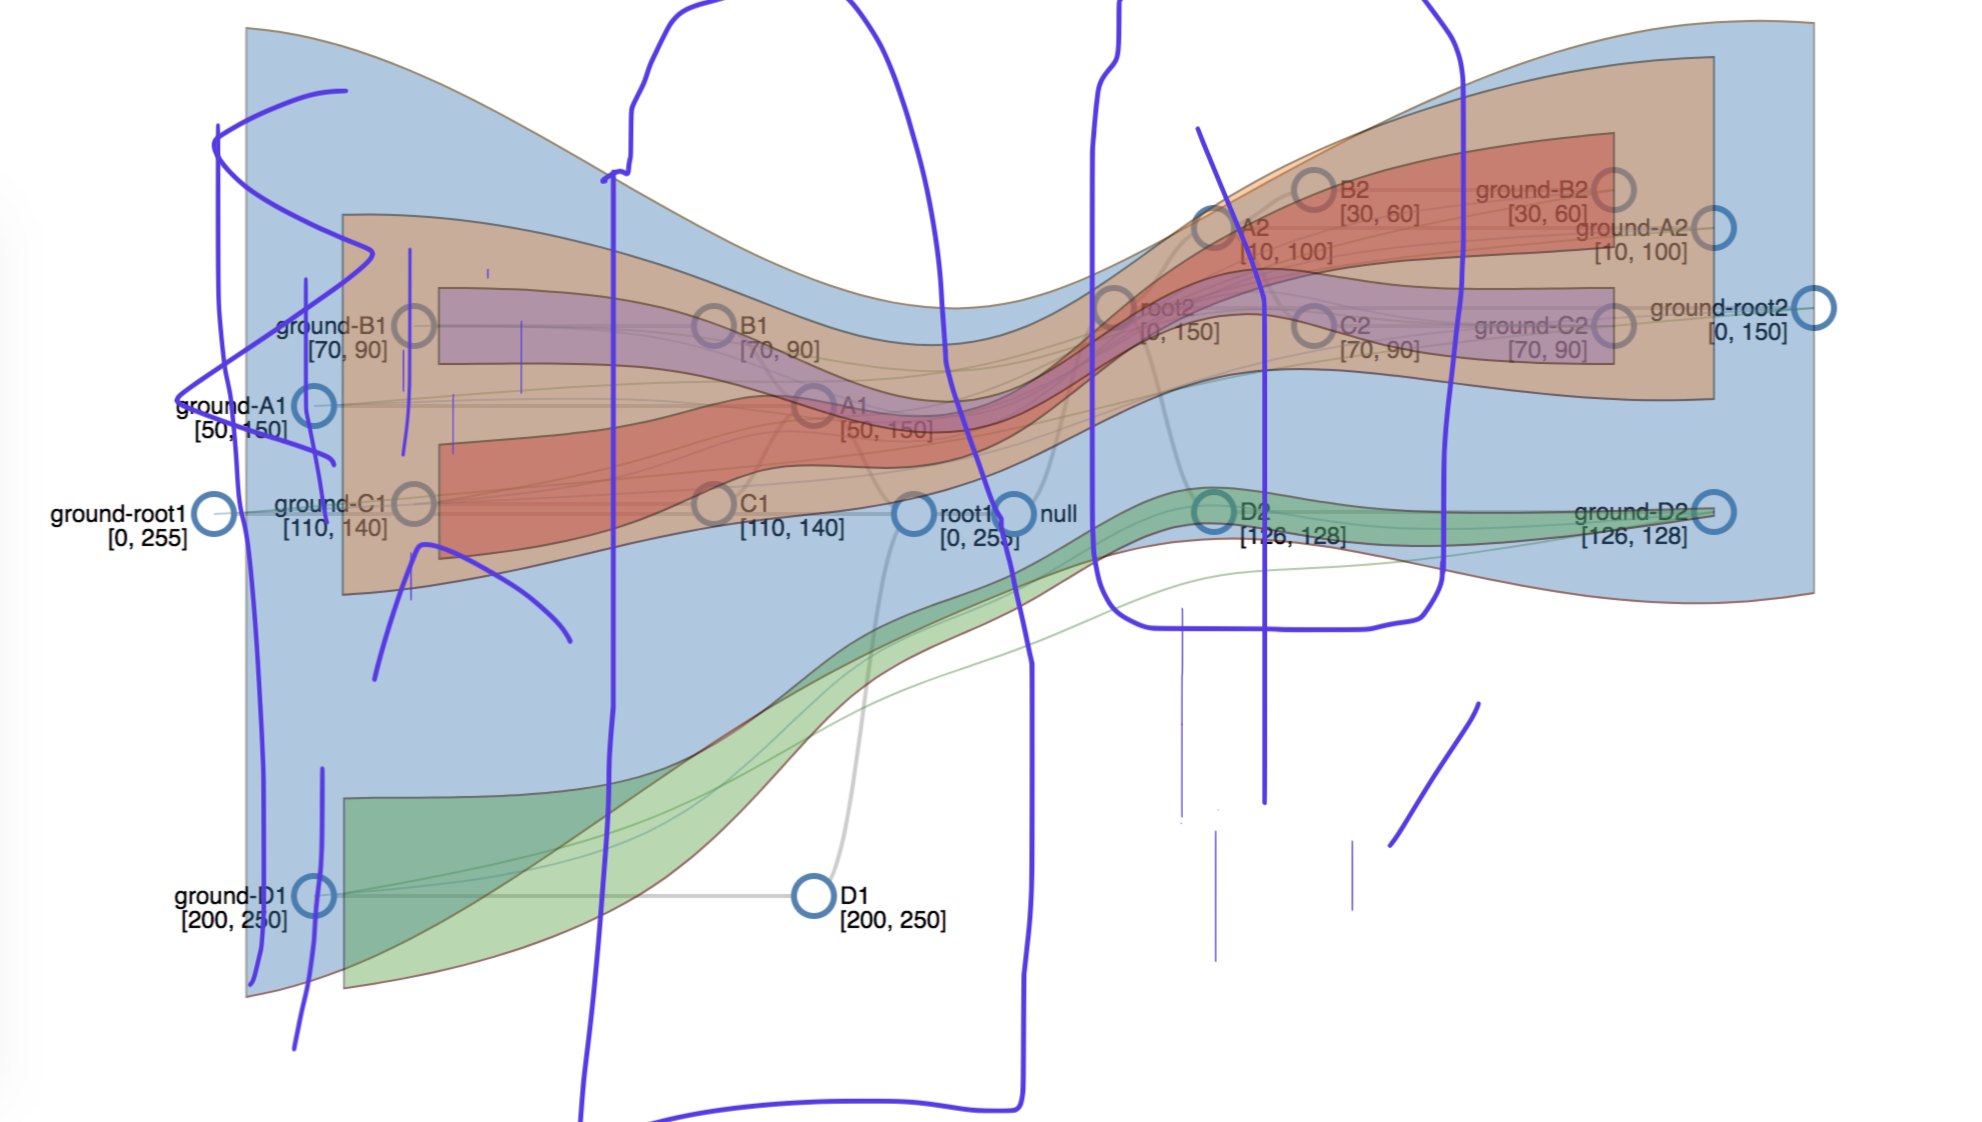 B2
[30, 60]
ground-B2
[30, 60]
A2
[10, 100]
ground-A2
[10, 100]
root2
[0, 150]
ground-root2
[0, 150]
ground-B1
[70, 90]
B1
[70, 90]
C2
[70, 90]
ground-C2
[70, 90]
ground-A1
[50, 150]
A1
[50, 150]
ground-root1
[0, 255]
ground-C1
[110, 140]
C1
[110, 140]
root1
[0, 255]
null
D2
[126, 128]
ground-D2
[126, 128]
ground-D1
[200, 250]
D1
[200, 250]